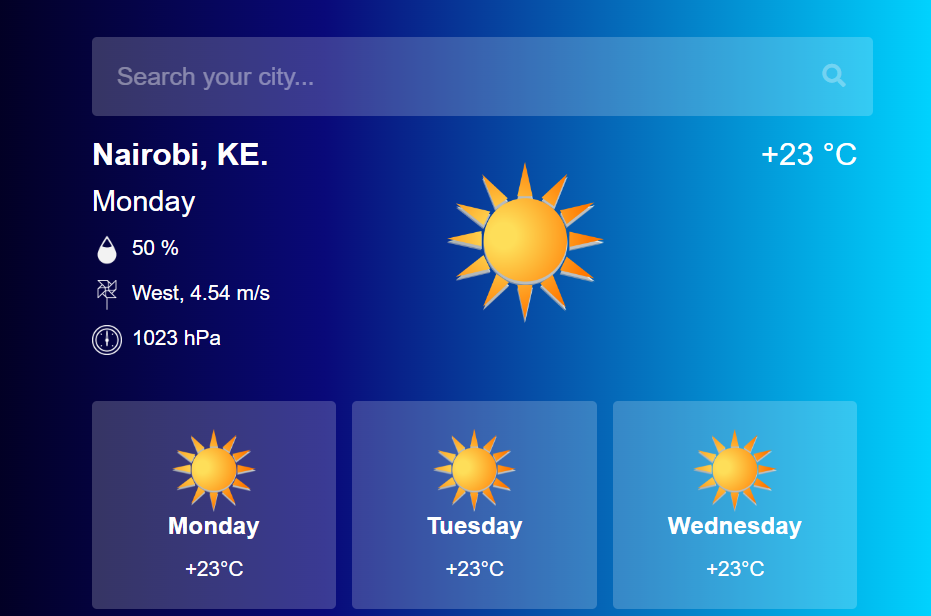 Search your city...
Nairobi, KE.
+23 °C
Monday
50 %
West, 4.54 m/s
1023 hPa
Monday
Tuesday
Wednesday
+23°C
+23°C
+23°C